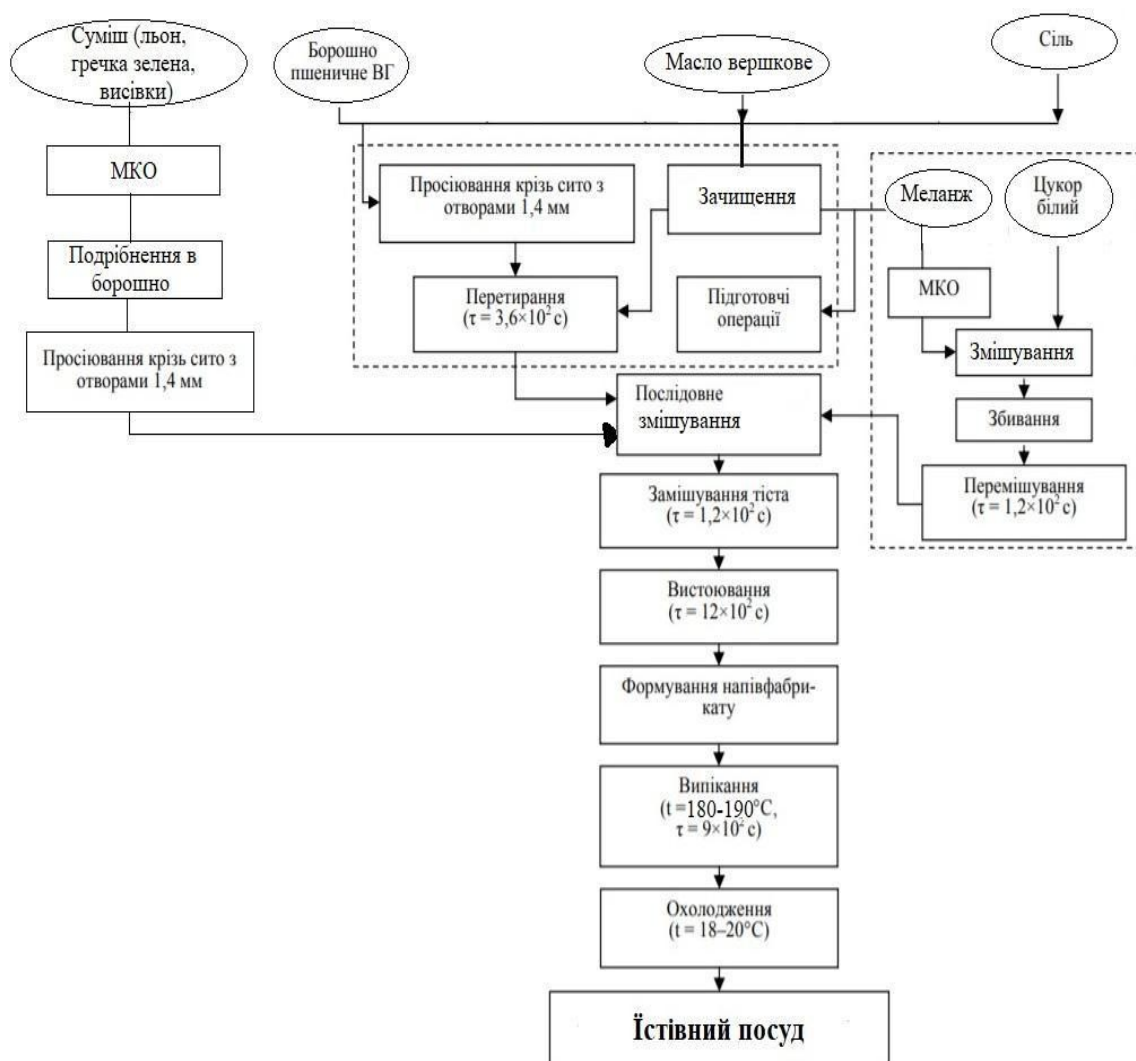 Суміш (льон,
гречка зелена,
висівки)
Борошно
пшеничне ВГ
Масло вершкове
Сіль
МКО
Подрібнення в
борошно
Просіювання крізь сито з
отворами 1,4 мм
Просіювання крізь сито з
отворами 1,4 мм
Зачищення
Перетирання
(τ = 3,6×10² с)
Підготовчі
операції
Меланж
Цукор
білий
МКО
Змішування
Збивання
Перемішування
(τ = 1,2×10² с)
Послідовне
змішування
Замішування тіста
(τ = 1,2×10² с)
Вистоювання
(τ = 12×10² с)
Формування напівфабри-
кату
Випікання
(t =180-190°C,
τ = 9×10² с)
Охолодження
(t = 18–20°C)
Їстівний посуд